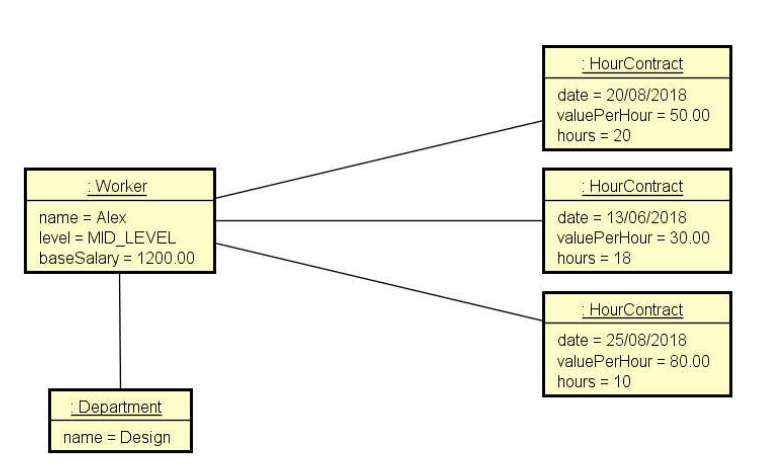 : HourContract
date = 20/08/2018
valuePerHour = 50.00
hours = 20
: Worker
name = Alex
level = MID_LEVEL
baseSalary = 1200.00
: HourContract
date = 13/06/2018
valuePerHour = 30.00
hours = 18
: HourContract
date = 25/08/2018
valuePerHour = 80.00
hours = 10
: Department
name = Design